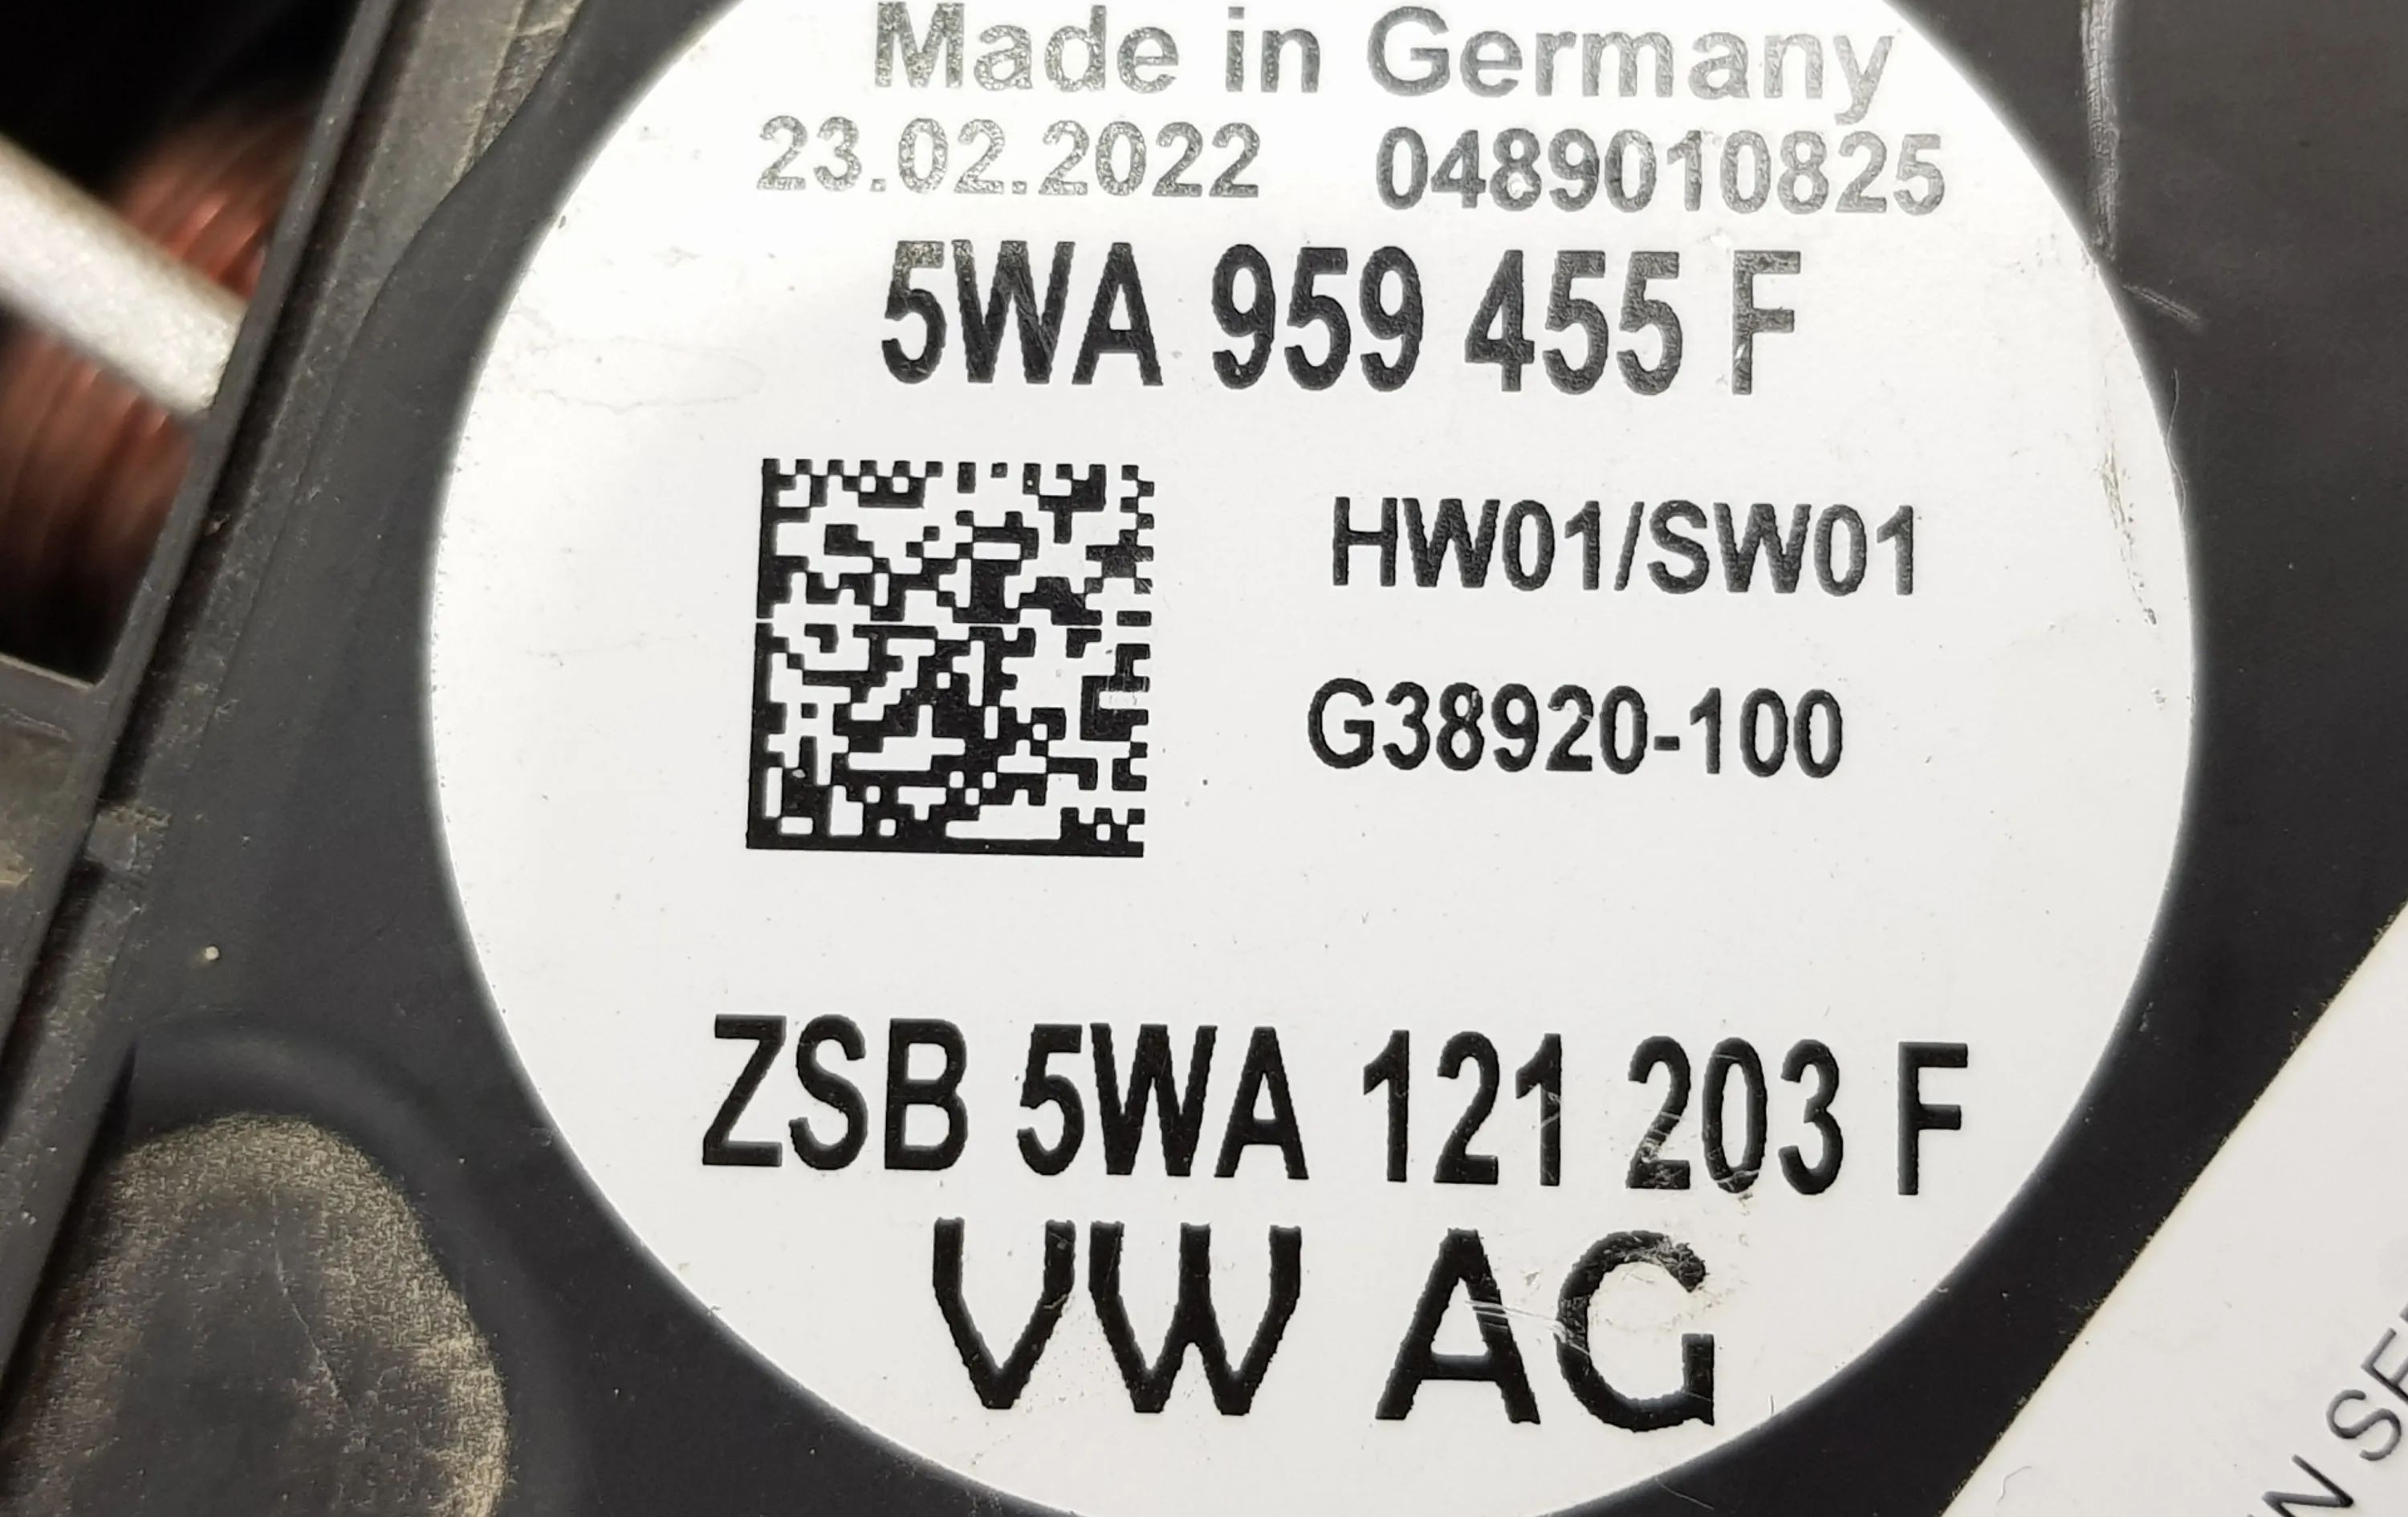 Made in Germany
23.02.2022 0489010825
5WA 959 455 F
HW01/SW01
G38920-100
ZSB 5WA 121 203 F
VW AG